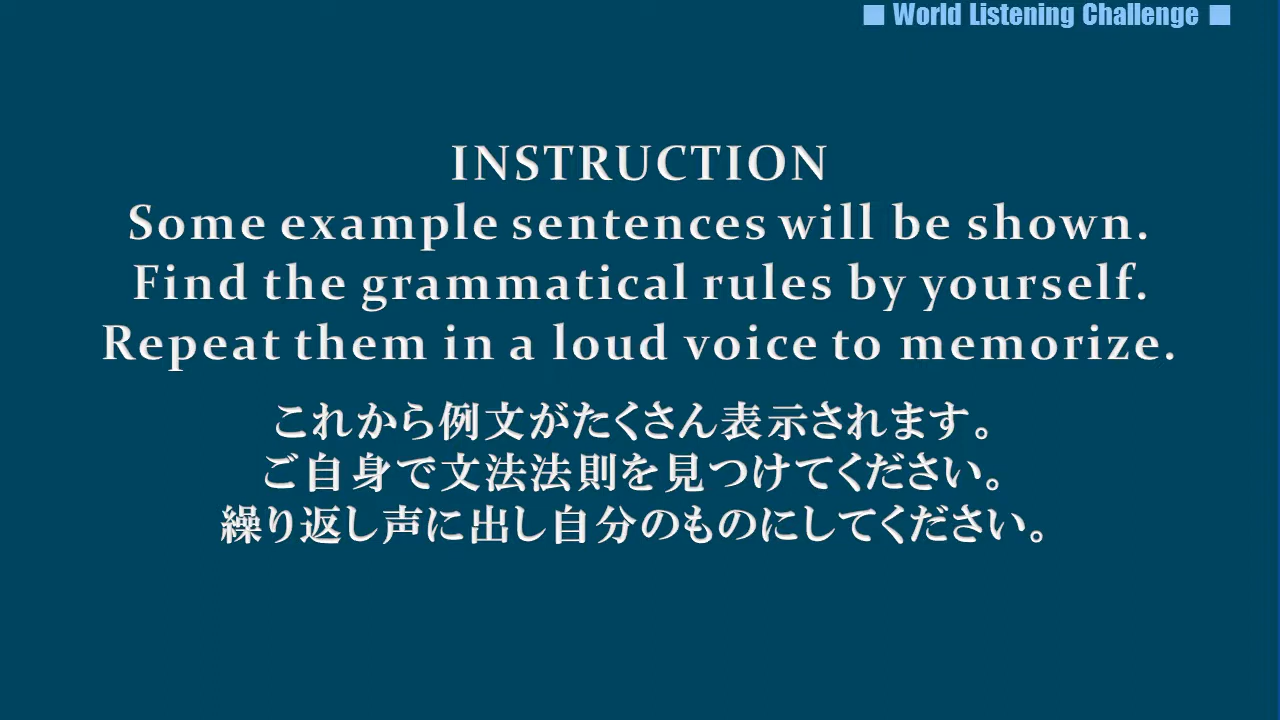 ■ World Listening Challenge ■
INSTRUCTION
Some example sentences will be shown.
Find the grammatical rules by yourself.
Repeat them in a loud voice to memorize.
これから例文がたくさん表示されます。
ご自身で文法法則を見つけてください。
繰り返し声に出し自分のものにしてください。